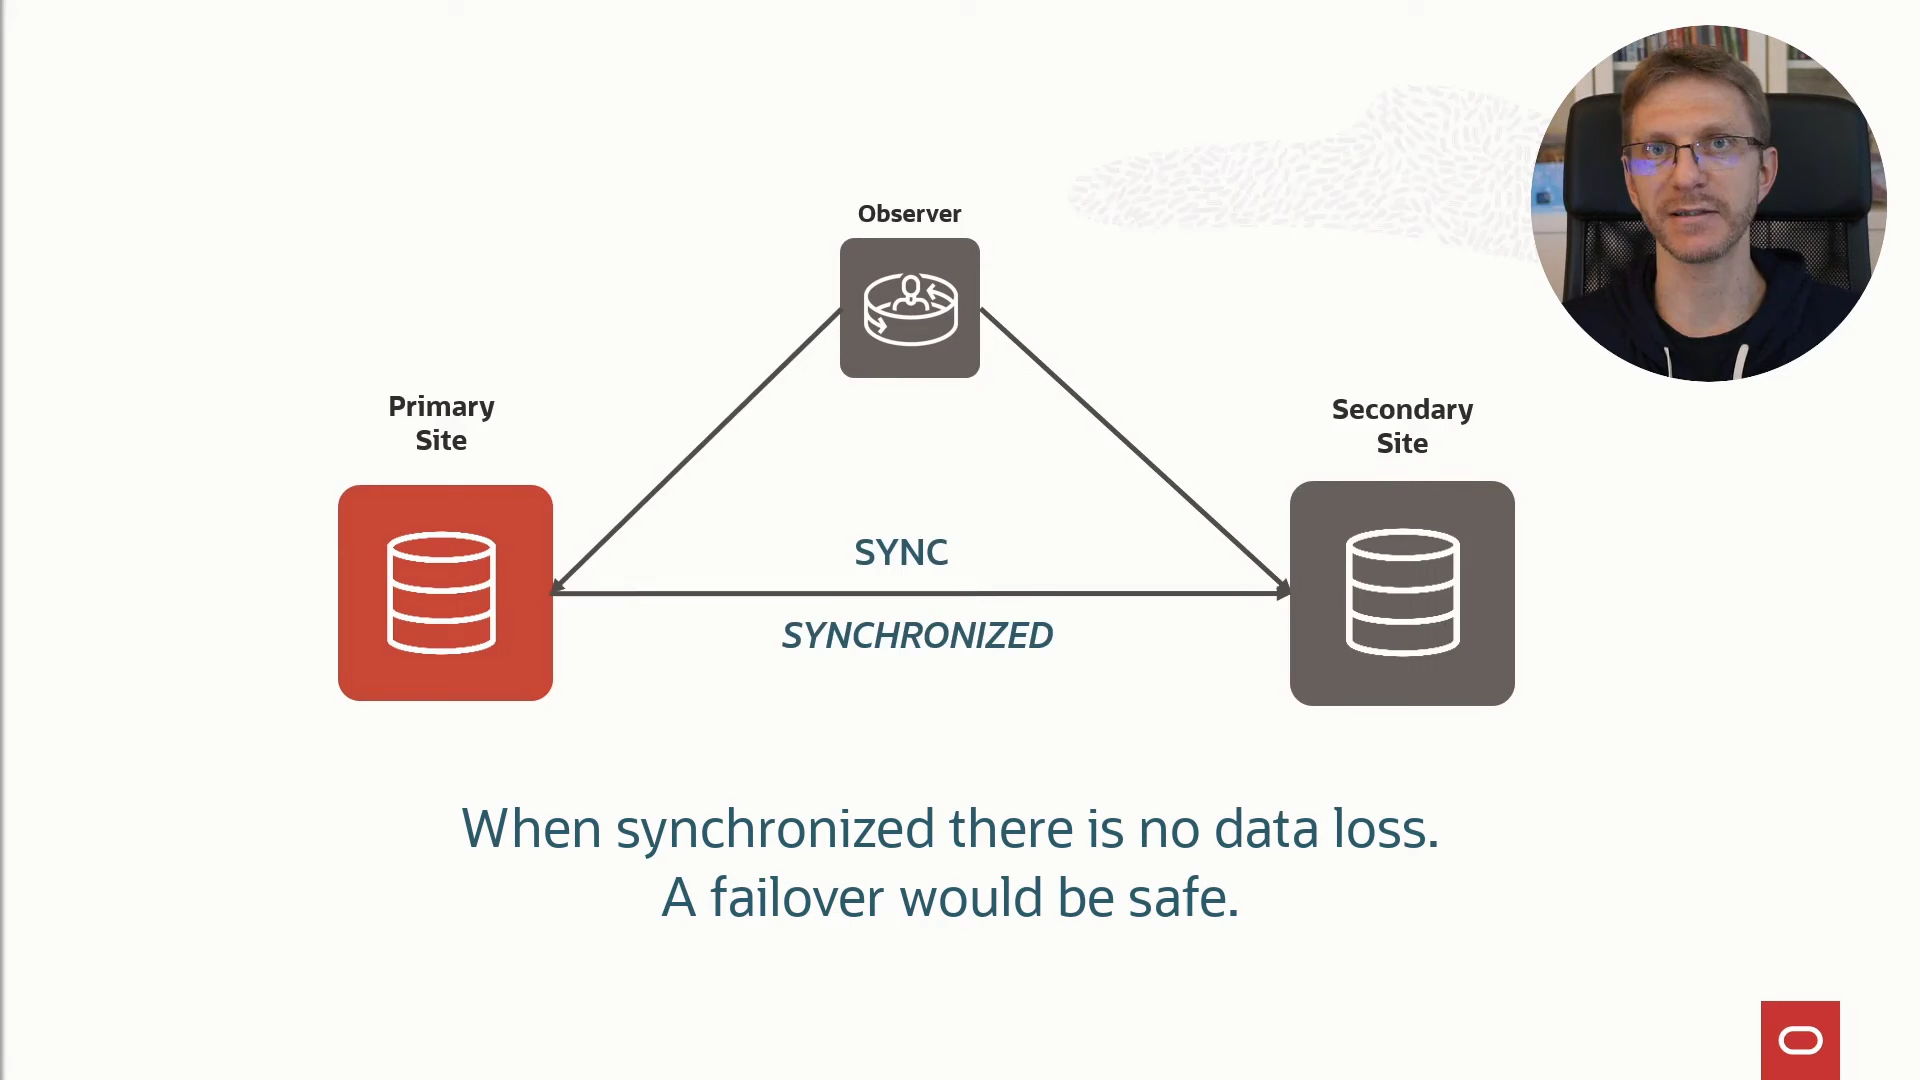 Observer
Primary
Site
Secondary
Site
SYNC
SYNCHRONIZED
When synchronized there is no data loss.
A failover would be safe.